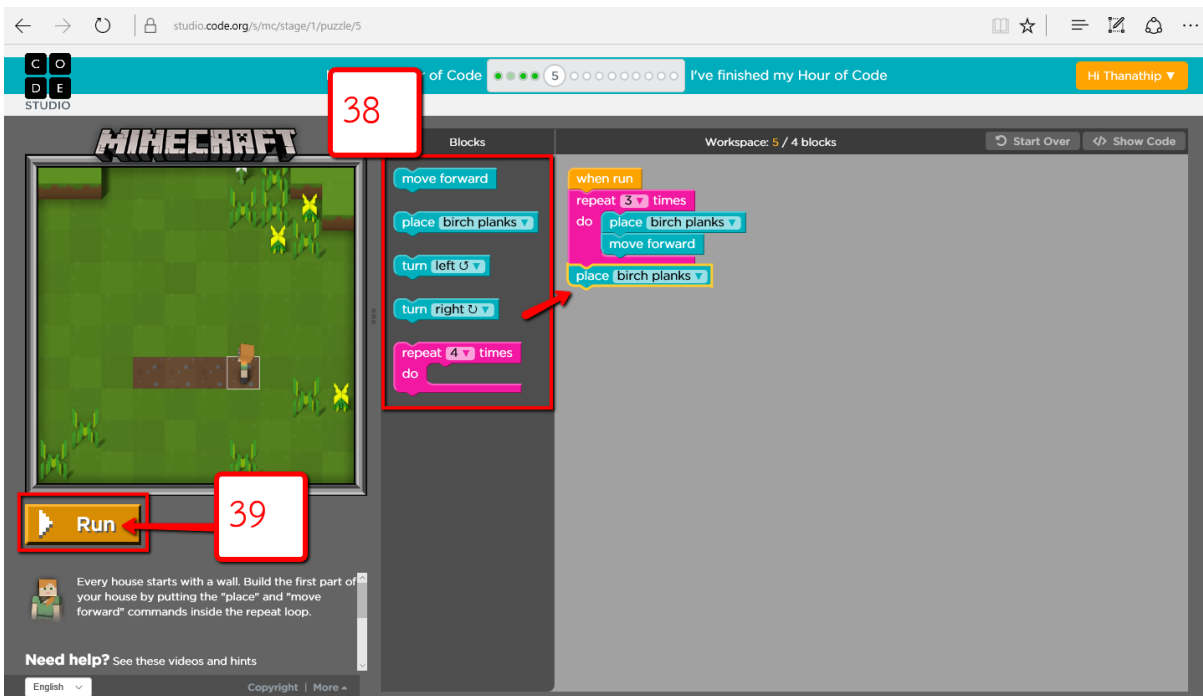 studio.code.org/s/mc/stage/1/puzzle/5
C O
D E
STUDIO
r of Code 5 I've finished my Hour of Code
Hi Thanathip
38
MINECRAFT
Blocks
Workspace: 5 / 4 blocks
Start Over
</> Show Code
move forward
place birch planks
turn left ↺
turn right ↻
repeat 4 times
do
when run
repeat 3 times
do place birch planks
move forward
place birch planks
Run
39
Every house starts with a wall. Build the first part of
your house by putting the "place" and "move
forward" commands inside the repeat loop.
Need help? See these videos and hints
English
Copyright | More